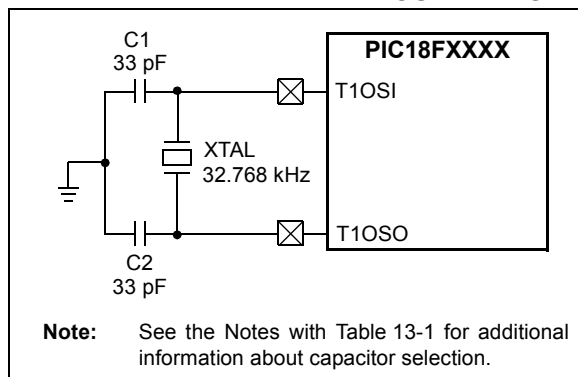 C1
33 pF
PIC18FXXXX
T1OSI
XTAL
32.768 kHz
T1OSO
C2
33 pF
Note: See the Notes with Table 13-1 for additional
information about capacitor selection.